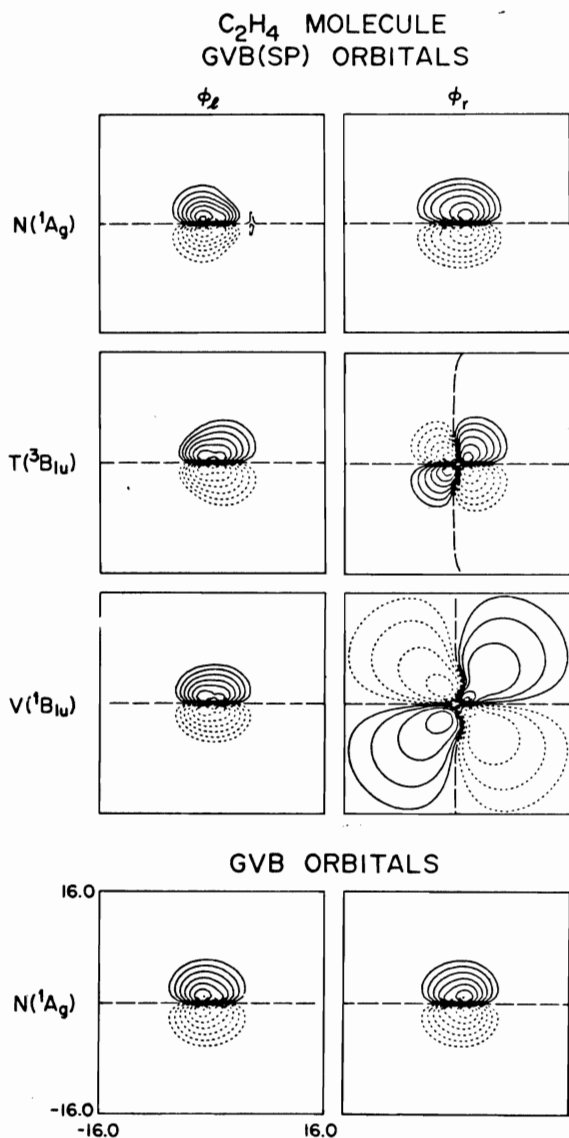 C₂H₄ MOLECULE
GVB(SP) ORBITALS
ϕℓ ϕr
N(¹Ag)
T(³B₁u)
V(¹B₁u)
GVB ORBITALS
16.0
N(¹Ag)
-16.0
-16.0 16.0